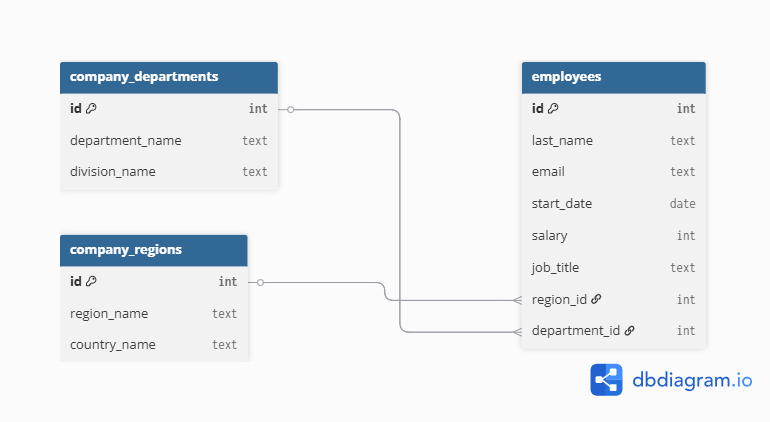 company_departments
id int
department_name text
division_name text
company_regions
id int
region_name text
country_name text
employees
id int
last_name text
email text
start_date date
salary int
job_title text
region_id int
department_id int
dbdiagram.io